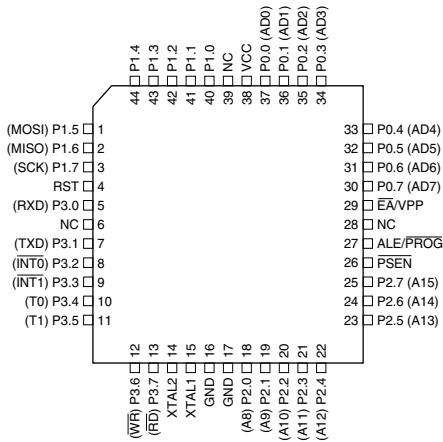 44 P1.4
43 P1.3
42 P1.2
41 P1.1
40 P1.0
39 NC
38 VCC
37 P0.0 (AD0)
36 P0.1 (AD1)
35 P0.2 (AD2)
34 P0.3 (AD3)
(MOSI) P1.5 1
(MISO) P1.6 2
(SCK) P1.7 3
RST 4
(RXD) P3.0 5
NC 6
(TXD) P3.1 7
(INT0) P3.2 8
(INT1) P3.3 9
(T0) P3.4 10
(T1) P3.5 11
33 P0.4 (AD4)
32 P0.5 (AD5)
31 P0.6 (AD6)
30 P0.7 (AD7)
29 EA/VPP
28 NC
27 ALE/PROG
26 PSEN
25 P2.7 (A15)
24 P2.6 (A14)
23 P2.5 (A13)
(WR) P3.6 12
(RD) P3.7 13
XTAL2 14
XTAL1 15
GND 16
GND 17
(A8) P2.0 18
(A9) P2.1 19
(A10) P2.2 20
(A11) P2.3 21
(A12) P2.4 22